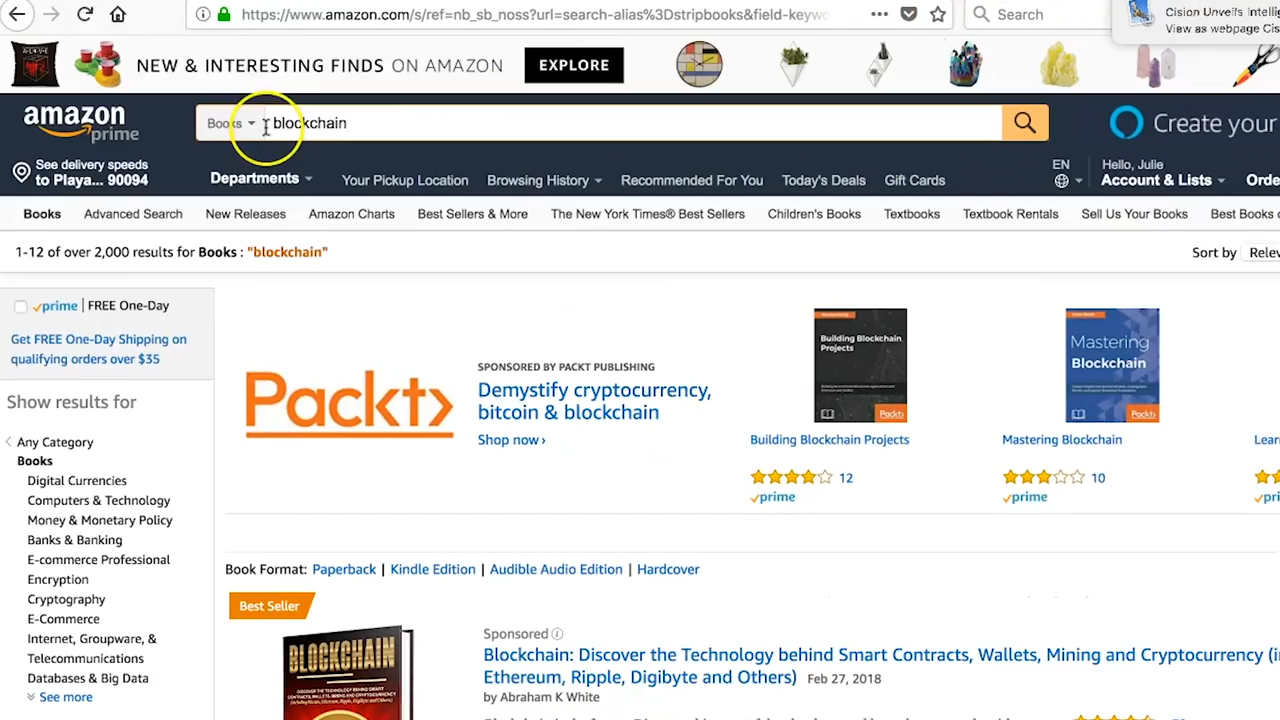 https://www.amazon.com/s/ref=nb_sb_noss?url=search-alias%3Dstripbooks&field-keywo
Search
Cision Unveils Intelli
View as webpage Cis
NEW & INTERESTING FINDS ON AMAZON
EXPLORE
amazon
prime
Books
blockchain
Create your
See delivery speeds
to Playa... 90094
Departments
Your Pickup Location
Browsing History
Recommended For You
Today's Deals
Gift Cards
EN
Hello, Julie
Account & Lists
Orde
Books
Advanced Search
New Releases
Amazon Charts
Best Sellers & More
The New York Times® Best Sellers
Children's Books
Textbooks
Textbook Rentals
Sell Us Your Books
Best Books o
1-12 of over 2,000 results for Books : "blockchain"
Sort by
Relev
prime | FREE One-Day
Get FREE One-Day Shipping on
qualifying orders over $35
Show results for
Any Category
Books
Digital Currencies
Computers & Technology
Money & Monetary Policy
Banks & Banking
E-commerce Professional
Encryption
Cryptography
E-Commerce
Internet, Groupware, &
Telecommunications
Databases & Big Data
See more
Packt>
SPONSORED BY PACKT PUBLISHING
Demystify cryptocurrency,
bitcoin & blockchain
Shop now ›
Building Blockchain
Projects
Packt>
Building Blockchain Projects
12
prime
Mastering
Blockchain
Packt>
Mastering Blockchain
10
prime
Lear
pri
Book Format: Paperback | Kindle Edition | Audible Audio Edition | Hardcover
Best Seller
BLOCKCHAIN
Sponsored
Blockchain: Discover the Technology behind Smart Contracts, Wallets, Mining and Cryptocurrency (i
Ethereum, Ripple, Digibyte and Others) Feb 27, 2018
by Abraham K White